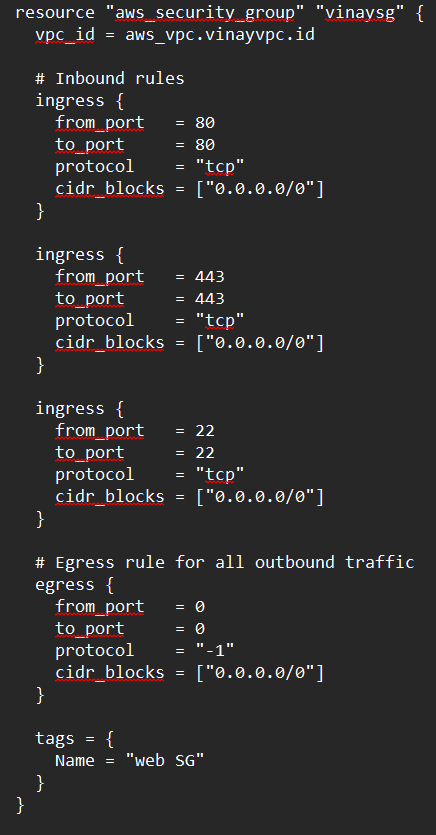 resource "aws_security_group" "vinaysg" {
  vpc_id = aws_vpc.vinayvpc.id

  # Inbound rules
  ingress {
    from_port   = 80
    to_port     = 80
    protocol    = "tcp"
    cidr_blocks = ["0.0.0.0/0"]
  }

  ingress {
    from_port   = 443
    to_port     = 443
    protocol    = "tcp"
    cidr_blocks = ["0.0.0.0/0"]
  }

  ingress {
    from_port   = 22
    to_port     = 22
    protocol    = "tcp"
    cidr_blocks = ["0.0.0.0/0"]
  }

  # Egress rule for all outbound traffic
  egress {
    from_port   = 0
    to_port     = 0
    protocol    = "-1"
    cidr_blocks = ["0.0.0.0/0"]
  }

  tags = {
    Name = "web SG"
  }
}